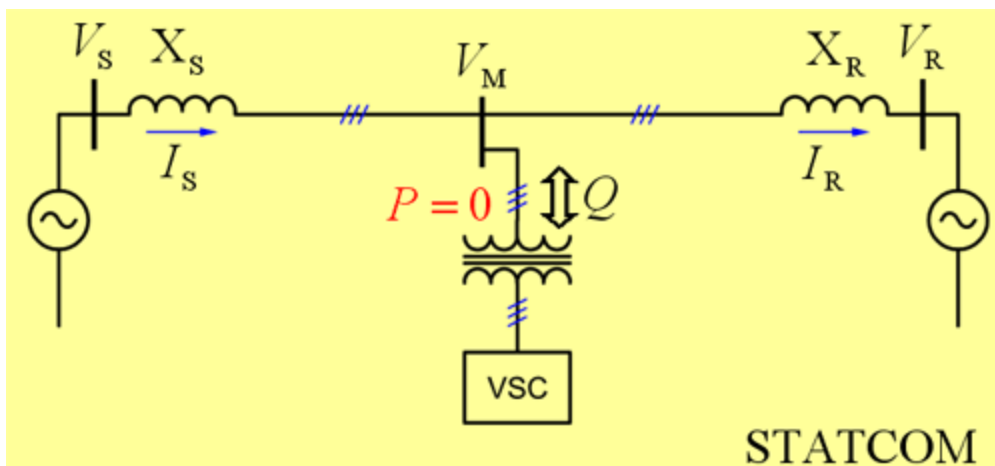 V_S X_S V_M X_R V_R
I_S I_R
P = 0 Q
VSC
STATCOM